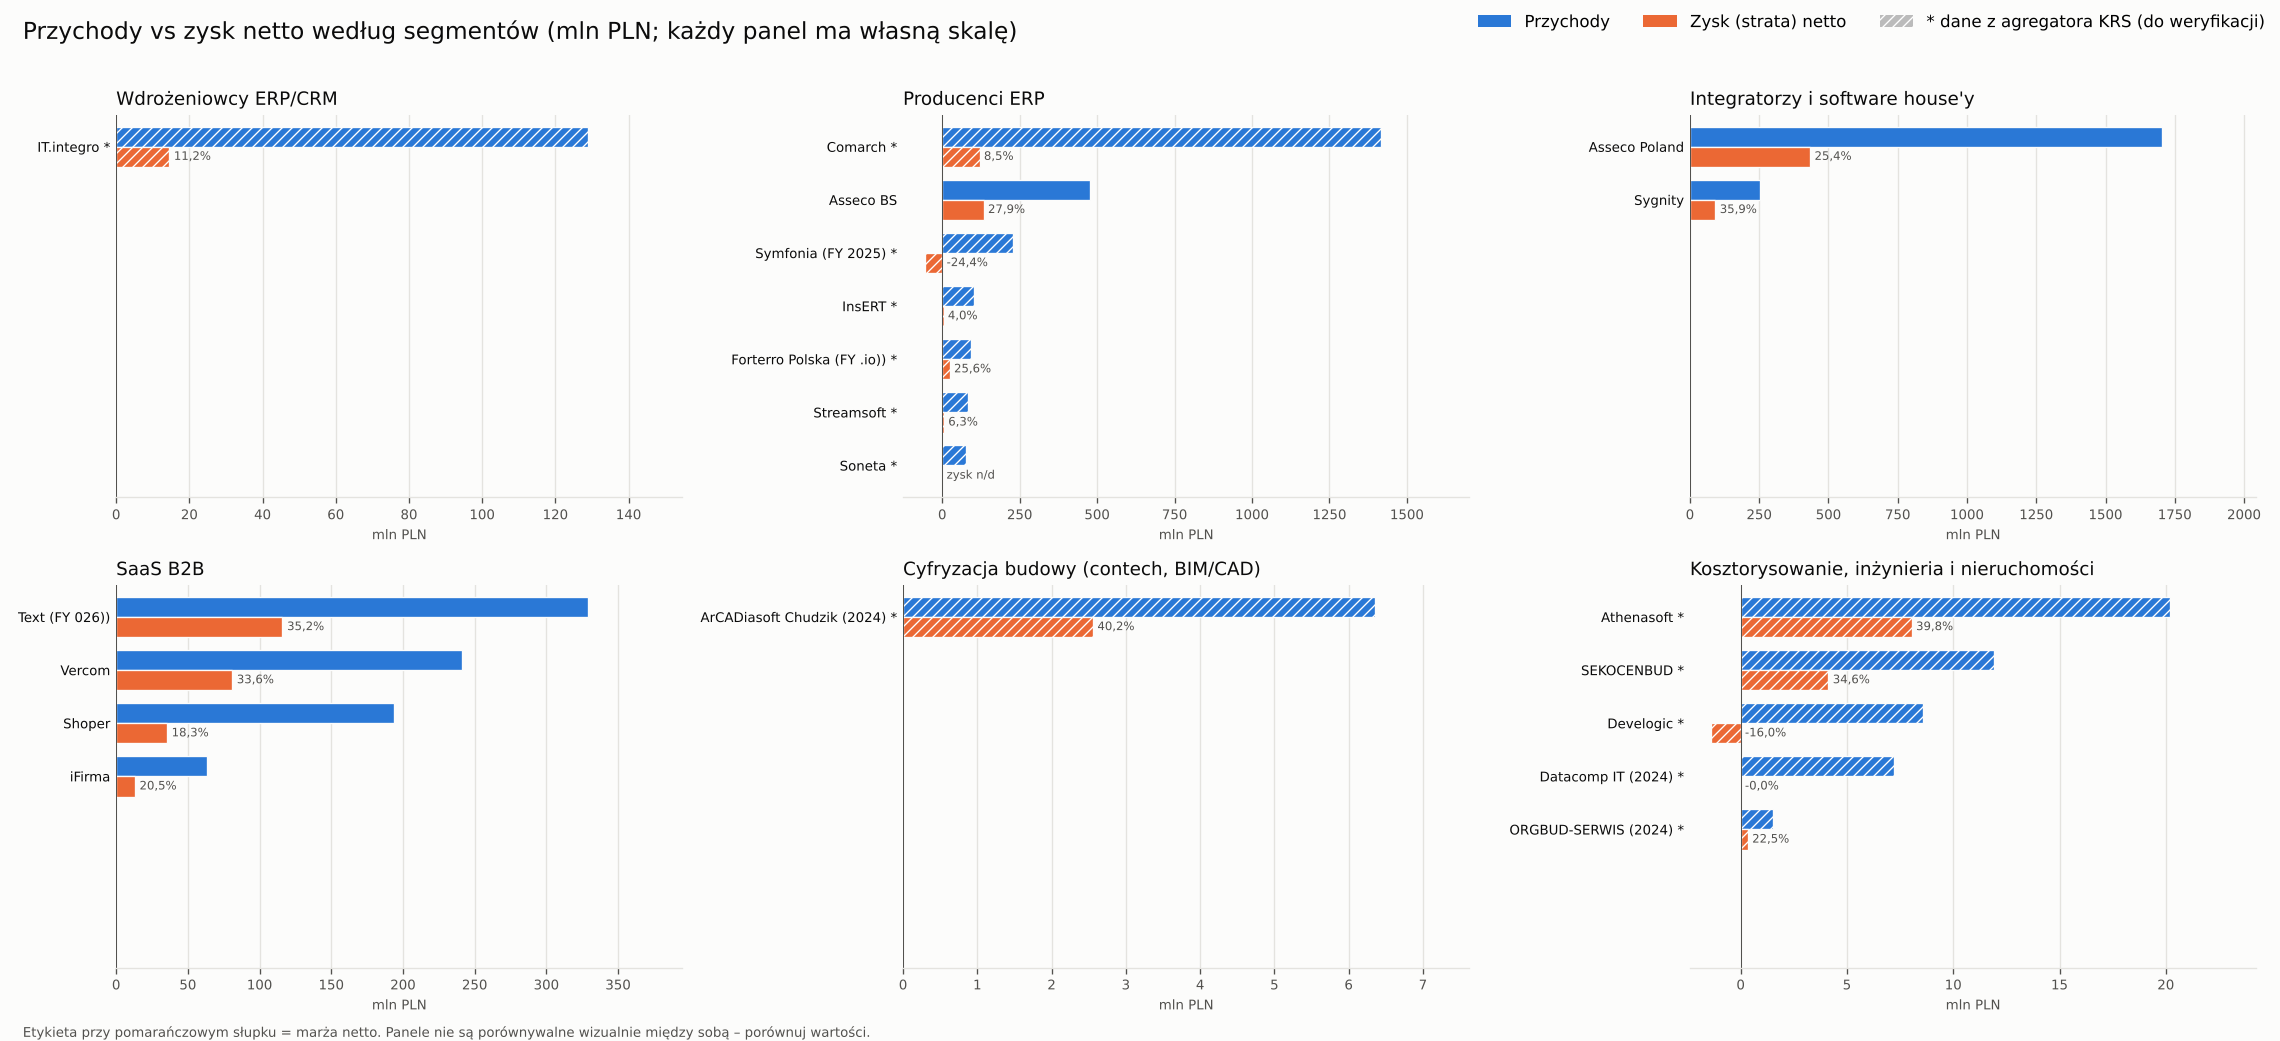 Przychody vs zysk netto według segmentów (mln PLN; każdy panel ma własną skalę)
Przychody
Zysk (strata) netto
* dane z agregatora KRS (do weryfikacji)
Wdrożeniowcy ERP/CRM
IT.integro *
11,2%
0 20 40 60 80 100 120 140
mln PLN
Producenci ERP
Comarch *
8,5%
Asseco BS
27,9%
Symfonia (FY 2025) *
-24,4%
InsERT *
4,0%
Forterro Polska (FY .io)) *
25,6%
Streamsoft *
6,3%
Soneta *
zysk n/d
0 250 500 750 1000 1250 1500
mln PLN
Integratorzy i software house'y
Asseco Poland
25,4%
Sygnity
35,9%
0 250 500 750 1000 1250 1500 1750 2000
mln PLN
SaaS B2B
Text (FY 026))
35,2%
Vercom
33,6%
Shoper
18,3%
iFirma
20,5%
0 50 100 150 200 250 300 350
mln PLN
Cyfryzacja budowy (contech, BIM/CAD)
ArCADiasoft Chudzik (2024) *
40,2%
0 1 2 3 4 5 6 7
mln PLN
Kosztorysowanie, inżynieria i nieruchomości
Athenasoft *
39,8%
SEKOCENBUD *
34,6%
Develogic *
-16,0%
Datacomp IT (2024) *
-0,0%
ORGBUD-SERWIS (2024) *
22,5%
0 5 10 15 20
mln PLN
Etykieta przy pomarańczowym słupku = marża netto. Panele nie są porównywalne wizualnie między sobą – porównuj wartości.